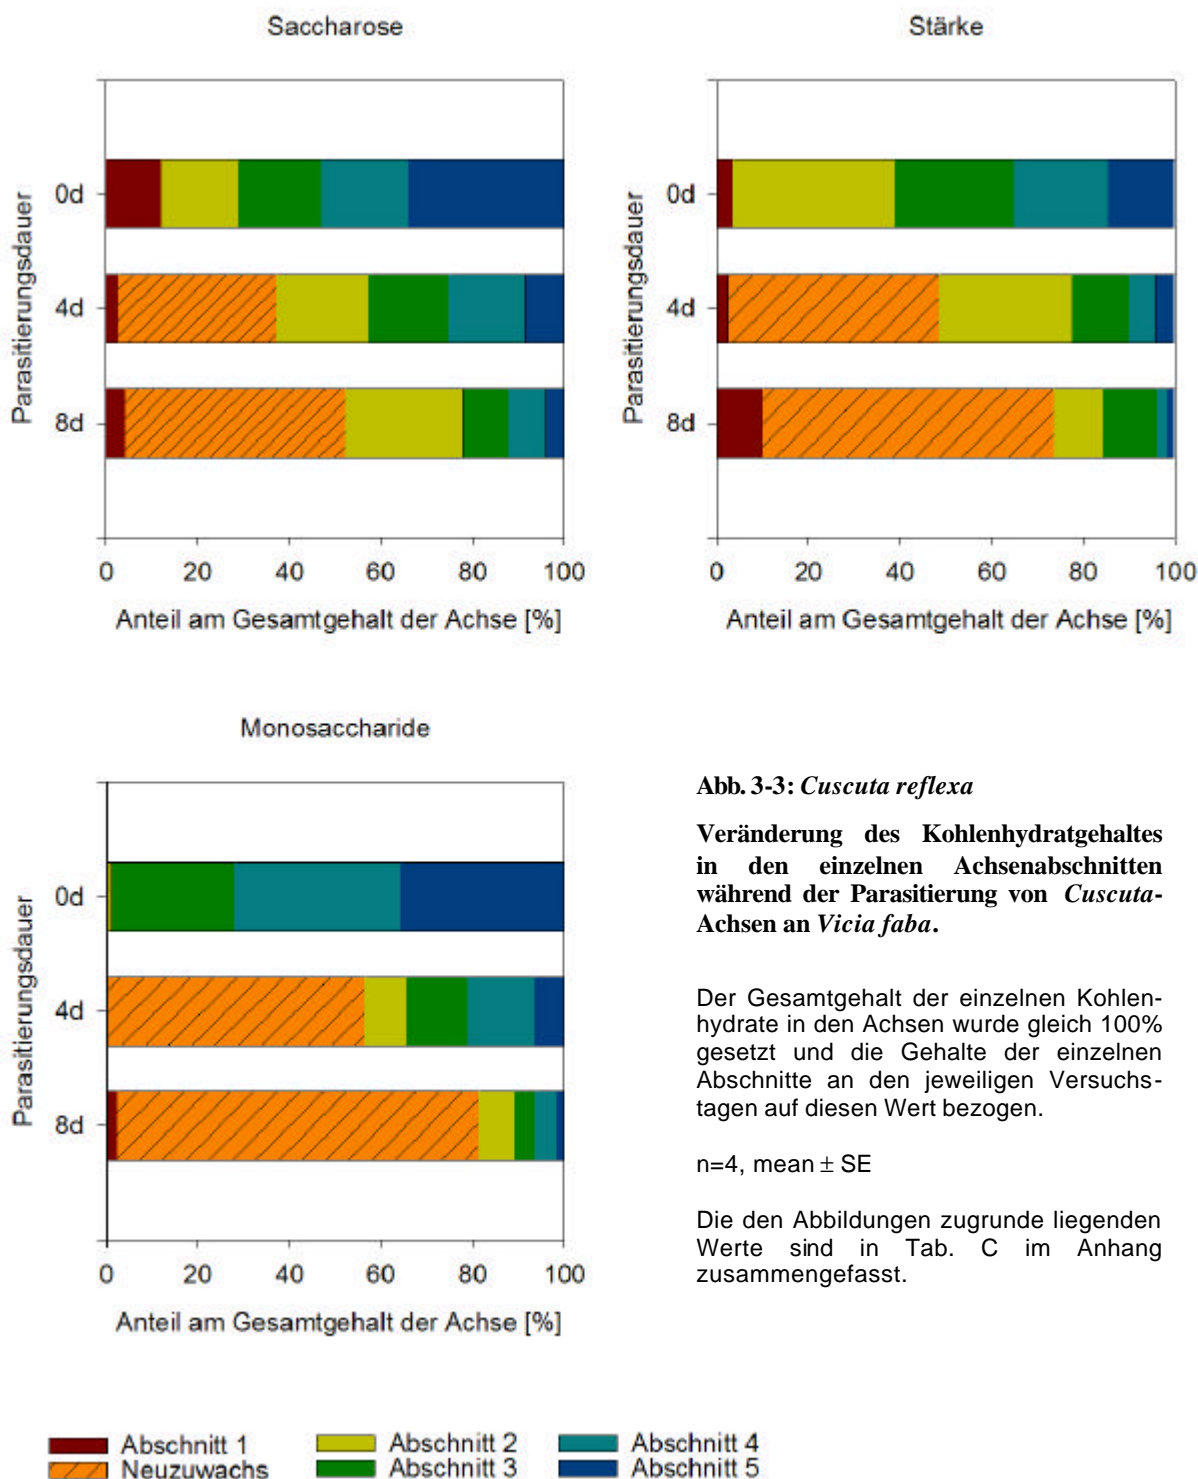 Saccharose
Parasitierungsdauer
0d
4d
8d
0 20 40 60 80 100
Anteil am Gesamtgehalt der Achse [%]
Stärke
Parasitierungsdauer
0d
4d
8d
0 20 40 60 80 100
Anteil am Gesamtgehalt der Achse [%]
Monosaccharide
Parasitierungsdauer
0d
4d
8d
0 20 40 60 80 100
Anteil am Gesamtgehalt der Achse [%]
Abb. 3-3: Cuscuta reflexa
Veränderung des Kohlenhydratgehaltes
in den einzelnen Achsenabschnitten
während der Parasitierung von Cuscuta-
Achsen an Vicia faba.
Der Gesamtgehalt der einzelnen Kohlen-
hydrate in den Achsen wurde gleich 100%
gesetzt und die Gehalte der einzelnen
Abschnitte an den jeweiligen Versuchs-
tagen auf diesen Wert bezogen.
n=4, mean ± SE
Die den Abbildungen zugrunde liegenden
Werte sind in Tab. C im Anhang
zusammengefasst.
Abschnitt 1 Abschnitt 2 Abschnitt 4
Neuzuwachs Abschnitt 3 Abschnitt 5